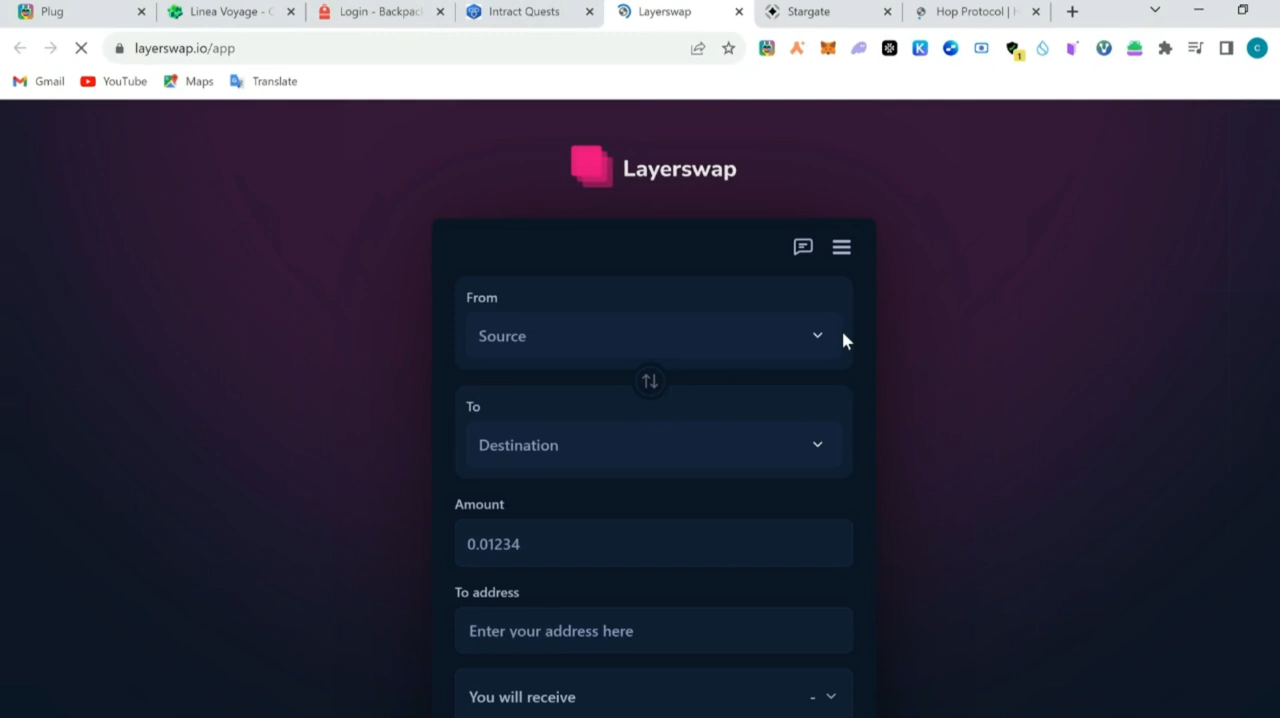 Plug
Linea Voyage - C
Login - Backpac
Intract Quests
Layerswap
Stargate
Hop Protocol | H
layerswap.io/app
1
C
Gmail
YouTube
Maps
Translate
Layerswap
From
Source
To
Destination
Amount
0.01234
To address
Enter your address here
You will receive
-